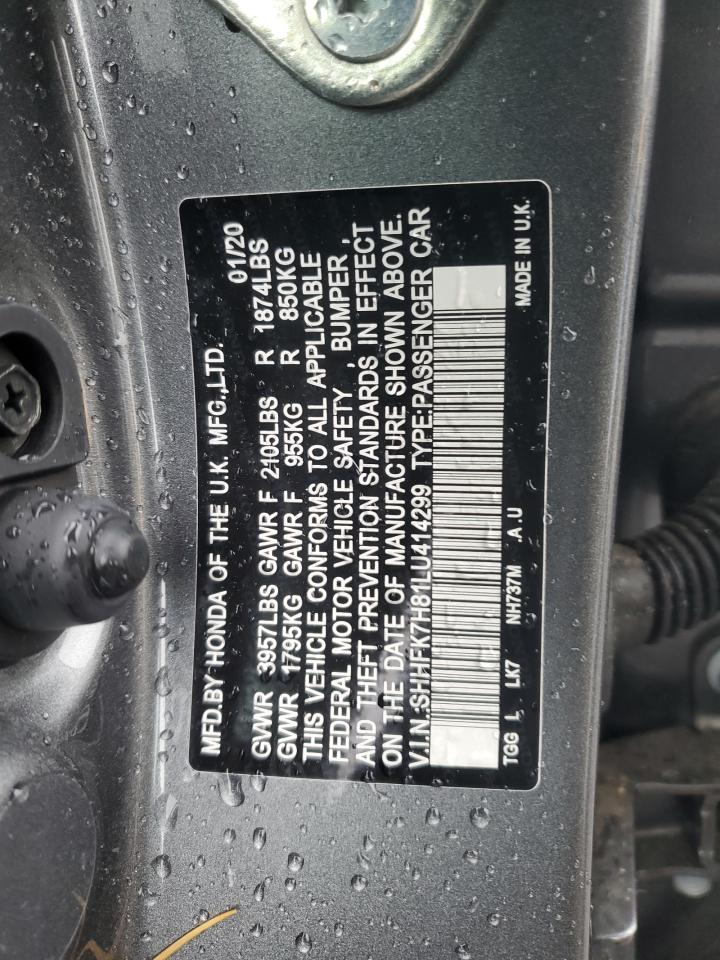 MFD.BY HONDA OF THE U.K. MFG.,LTD. 01/20
GVWR 3957LBS GAWR F 2105LBS R 1874LBS
GVWR 1795KG GAWR F 955KG R 850KG
THIS VEHICLE CONFORMS TO ALL APPLICABLE
FEDERAL MOTOR VEHICLE SAFETY , BUMPER ,
AND THEFT PREVENTION STANDARDS IN EFFECT
ON THE DATE OF MANUFACTURE SHOWN ABOVE.
V.I.N.:SHHFK7H81LU414299 TYPE:PASSENGER CAR
TGG L LK7 NH737M A.U MADE IN U.K.